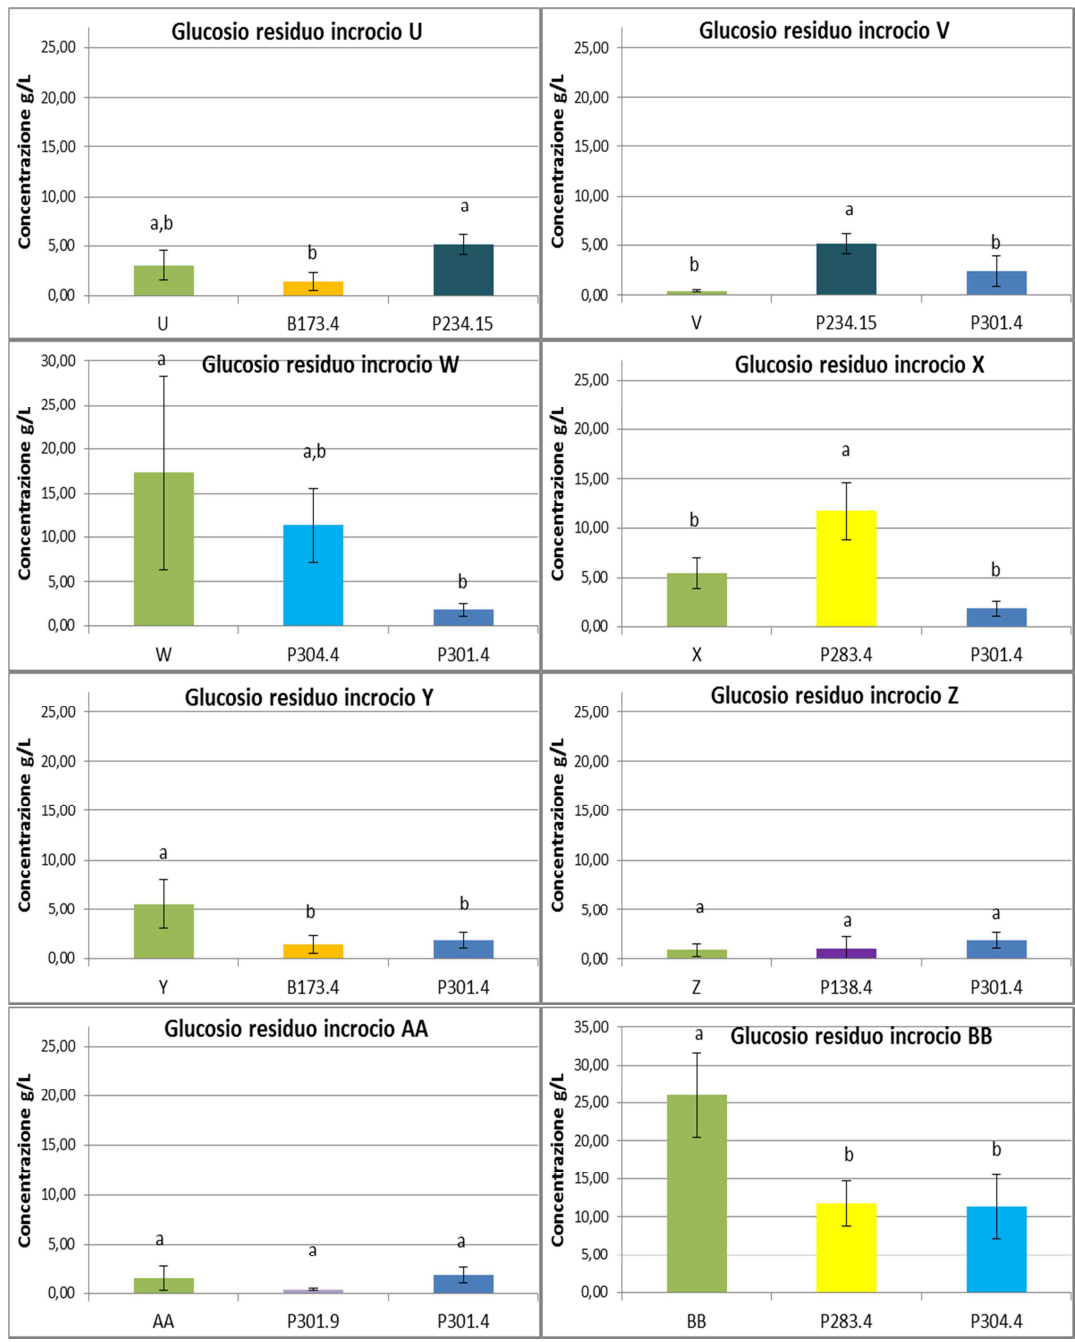 Glucosio residuo incrocio U
Concentrazione g/L
25,00
20,00
15,00
10,00
5,00
0,00
a,b
b
a
U B173.4 P234.15
Glucosio residuo incrocio V
Concentrazione g/L
25,00
20,00
15,00
10,00
5,00
0,00
b
a
b
V P234.15 P301.4
Glucosio residuo incrocio W
Concentrazione g/L
30,00
25,00
20,00
15,00
10,00
5,00
0,00
a
a,b
b
W P304.4 P301.4
Glucosio residuo incrocio X
Concentrazione g/L
25,00
20,00
15,00
10,00
5,00
0,00
b
a
b
X P283.4 P301.4
Glucosio residuo incrocio Y
Concentrazione g/L
25,00
20,00
15,00
10,00
5,00
0,00
a
b
b
Y B173.4 P301.4
Glucosio residuo incrocio Z
Concentrazione g/L
25,00
20,00
15,00
10,00
5,00
0,00
a
a
a
Z P138.4 P301.4
Glucosio residuo incrocio AA
Concentrazione g/L
25,00
20,00
15,00
10,00
5,00
0,00
a
a
a
AA P301.9 P301.4
Glucosio residuo incrocio BB
Concentrazione g/L
35,00
30,00
25,00
20,00
15,00
10,00
5,00
0,00
a
b
b
BB P283.4 P304.4